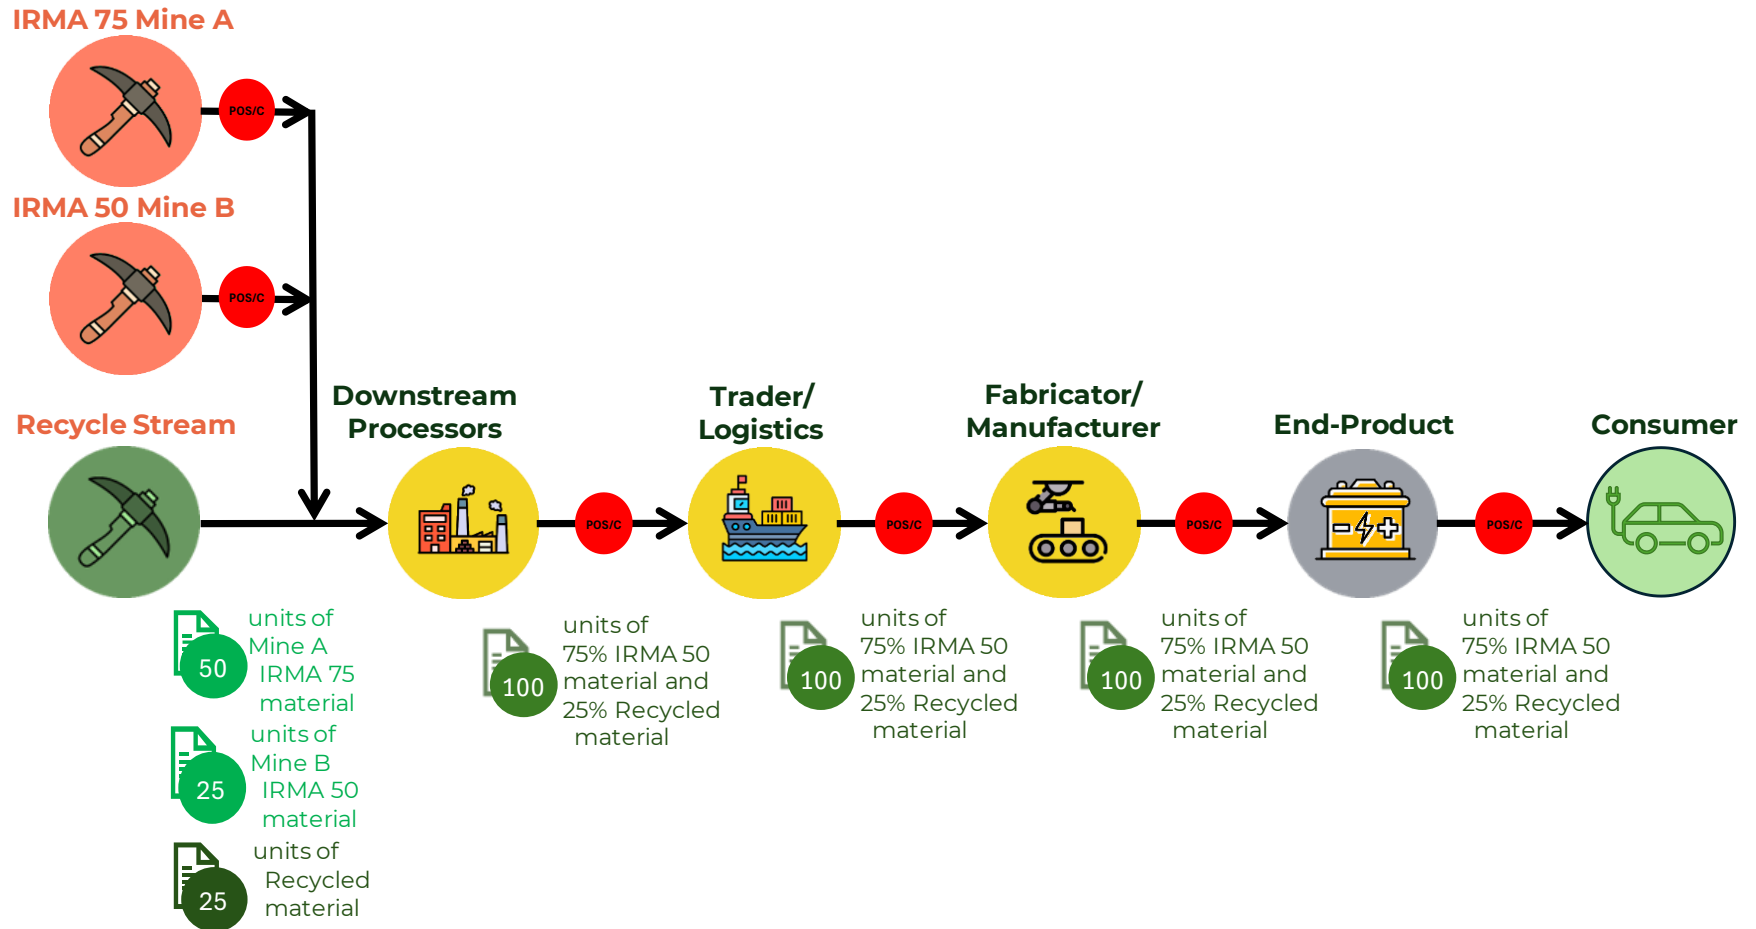 IRMA 75 Mine A
POS/C
IRMA 50 Mine B
POS/C
Recycle Stream
Downstream
Processors
Trader/
Logistics
Fabricator/
Manufacturer
End-Product
Consumer
POS/C
POS/C
POS/C
POS/C
50
units of
Mine A
IRMA 75
material
25
units of
Mine B
IRMA 50
material
25
units of
Recycled
material
100
units of
75% IRMA 50
material and
25% Recycled
material
100
units of
75% IRMA 50
material and
25% Recycled
material
100
units of
75% IRMA 50
material and
25% Recycled
material
100
units of
75% IRMA 50
material and
25% Recycled
material